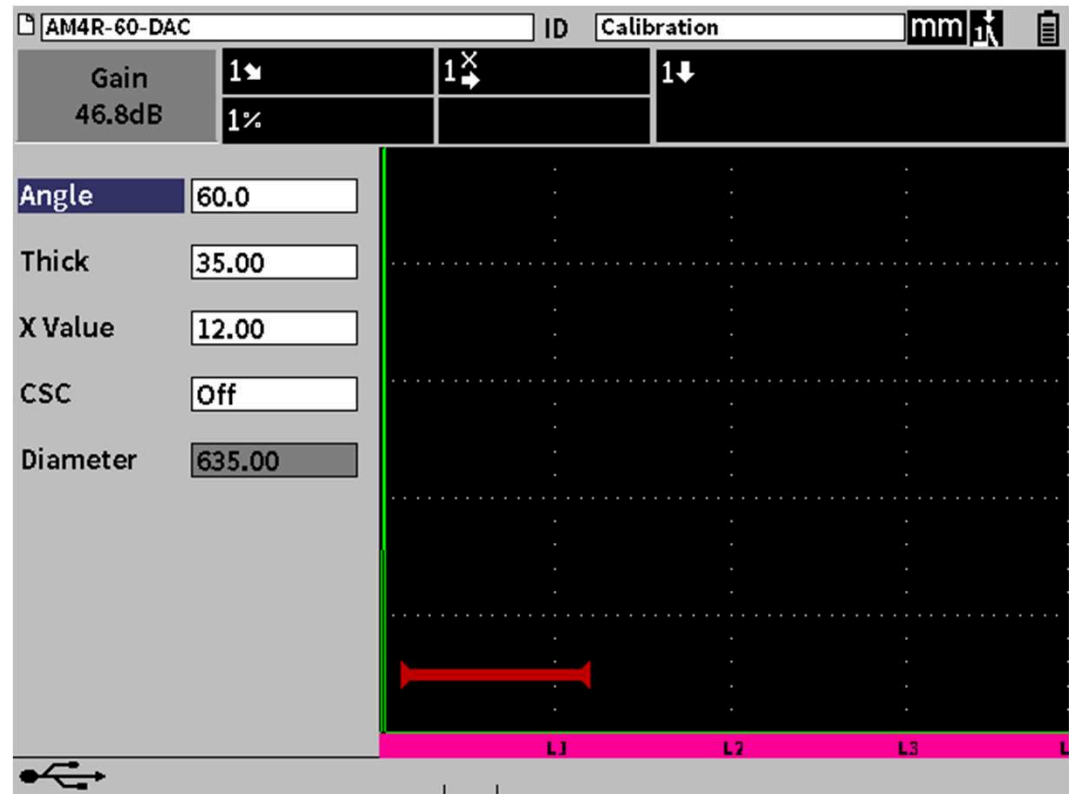 AM4R-60-DAC ID Calibration mm
Gain
46.8dB
1
1 X
1
1%
Angle 60.0
Thick 35.00
X Value 12.00
CSC Off
Diameter 635.00
L1 L2 L3 L